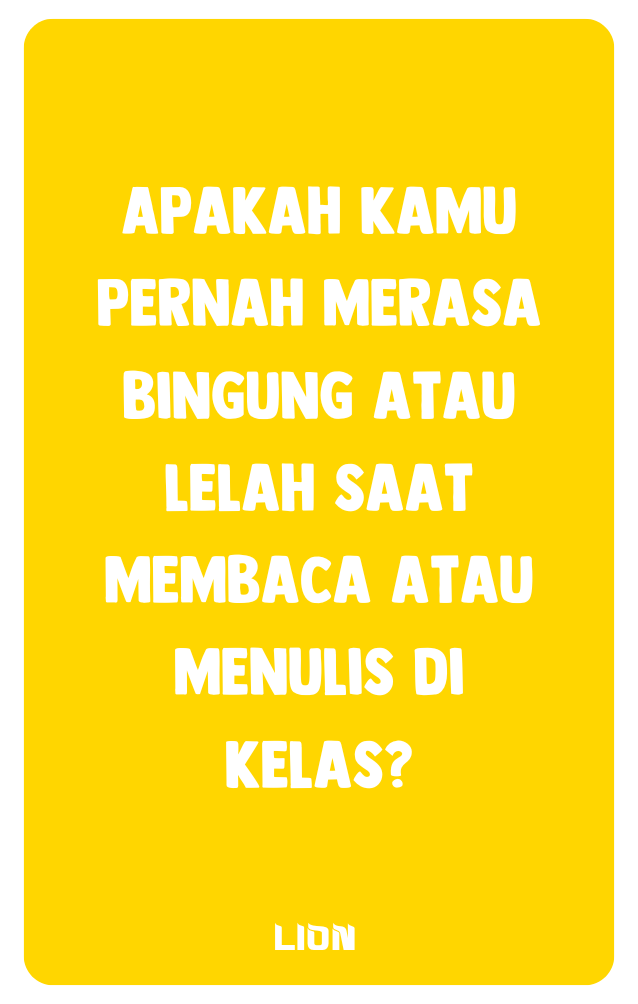 APAKAH KAMU
PERNAH MERASA
BINGUNG ATAU
LELAH SAAT
MEMBACA ATAU
MENULIS DI
KELAS?
LION